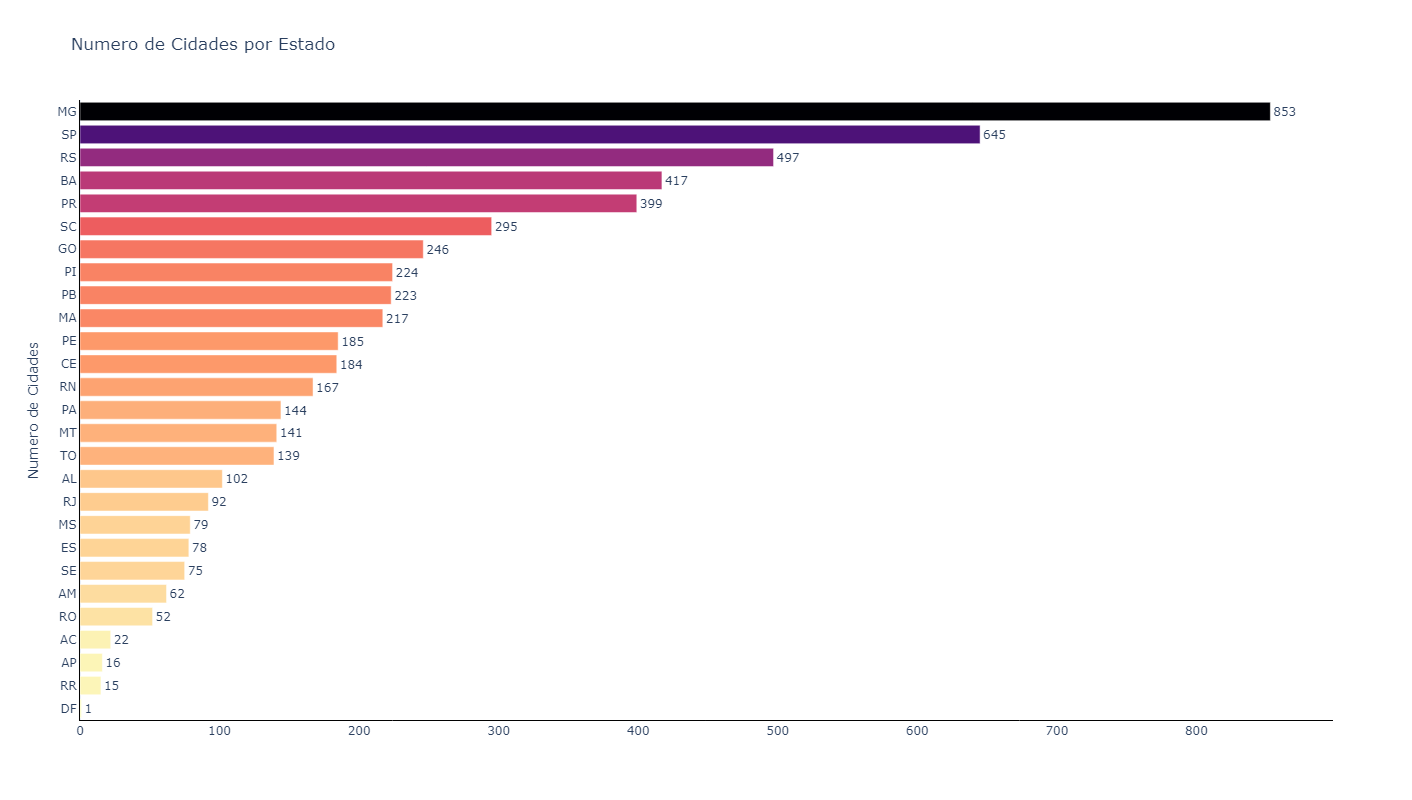 Numero de Cidades por Estado
MG 853
SP 645
RS 497
BA 417
PR 399
SC 295
GO 246
PI 224
PB 223
MA 217
PE 185
CE 184
RN 167
PA 144
MT 141
TO 139
AL 102
RJ 92
MS 79
ES 78
SE 75
AM 62
RO 52
AC 22
AP 16
RR 15
DF 1
0 100 200 300 400 500 600 700 800
Numero de Cidades